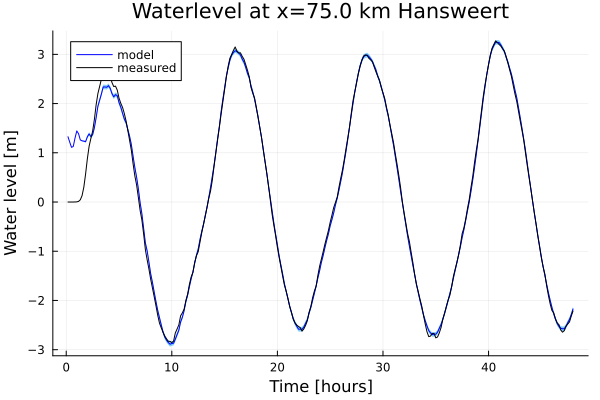 Waterlevel at x=75.0 km Hansweert
model
measured
Water level [m]
3
2
1
0
−1
−2
−3
0 10 20 30 40
Time [hours]